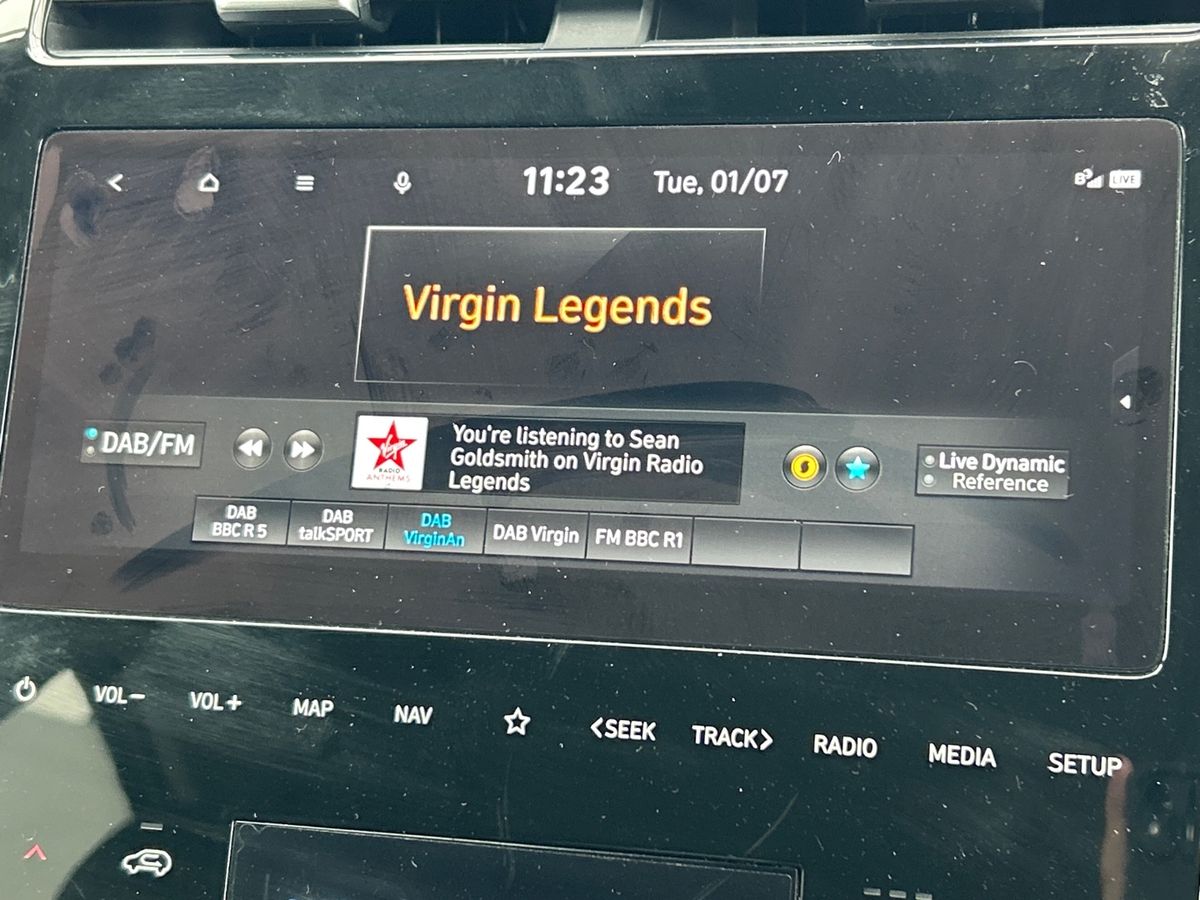 11:23 Tue, 01/07
LIVE
Virgin Legends
DAB/FM
Virgin
RADIO
ANTHEMS
You're listening to Sean
Goldsmith on Virgin Radio
Legends
Live Dynamic
Reference
DAB
BBC R 5
DAB
talkSPORT
DAB
VirginAn
DAB Virgin
FM BBC R1
VOL− VOL+ MAP NAV <SEEK TRACK> RADIO MEDIA SETUP